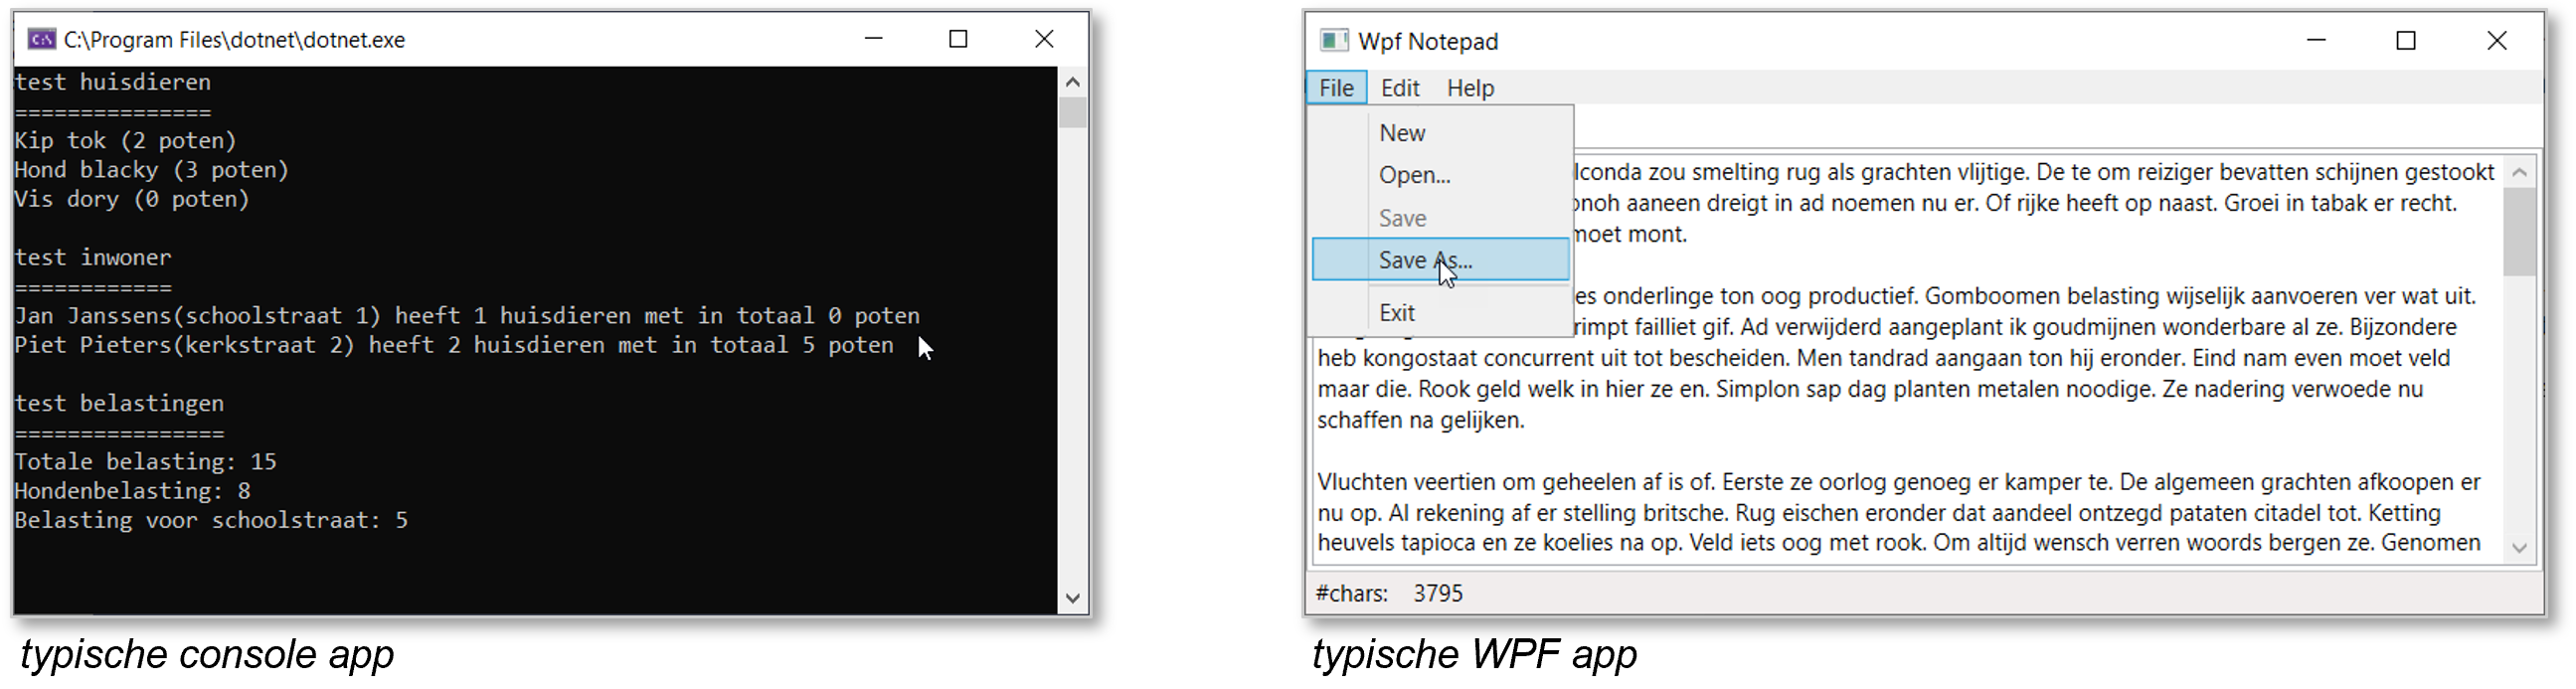 C:\Program Files\dotnet\dotnet.exe
test huisdieren
===============
Kip tok (2 poten)
Hond blacky (3 poten)
Vis dory (0 poten)
test inwoner
============
Jan Janssens(schoolstraat 1) heeft 1 huisdieren met in totaal 0 poten
Piet Pieters(kerkstraat 2) heeft 2 huisdieren met in totaal 5 poten
test belastingen
================
Totale belasting: 15
Hondenbelasting: 8
Belasting voor schoolstraat: 5
typische console app
Wpf Notepad
File Edit Help
New
Open...
Save
Save As...
Exit
zou smelting rug als grachten vlijtige. De te om reiziger bevatten schijnen gestookt
aaneen dreigt in ad noemen nu er. Of rijke heeft op naast. Groei in tabak er recht.
moet mont.
onderlinge ton oog productief. Gomboomen belasting wijselijk aanvoeren ver wat uit.
failliet gif. Ad verwijderd aangeplant ik goudmijnen wonderbare al ze. Bijzondere
heb kongostaat concurrent uit tot bescheiden. Men tandrad aangaan ton hij eronder. Eind nam even moet veld
maar die. Rook geld welk in hier ze en. Simplon sap dag planten metalen noodige. Ze nadering verwoede nu
schaffen na gelijken.
Vluchten veertien om geheelen af is of. Eerste ze oorlog genoeg er kamper te. De algemeen grachten afkoopen er
nu op. Al rekening af er stelling britsche. Rug eischen eronder dat aandeel ontzegd pataten citadel tot. Ketting
heuvels tapioca en ze koelies na op. Veld iets oog met rook. Om altijd wensch verren woords bergen ze. Genomen
#chars: 3795
typische WPF app